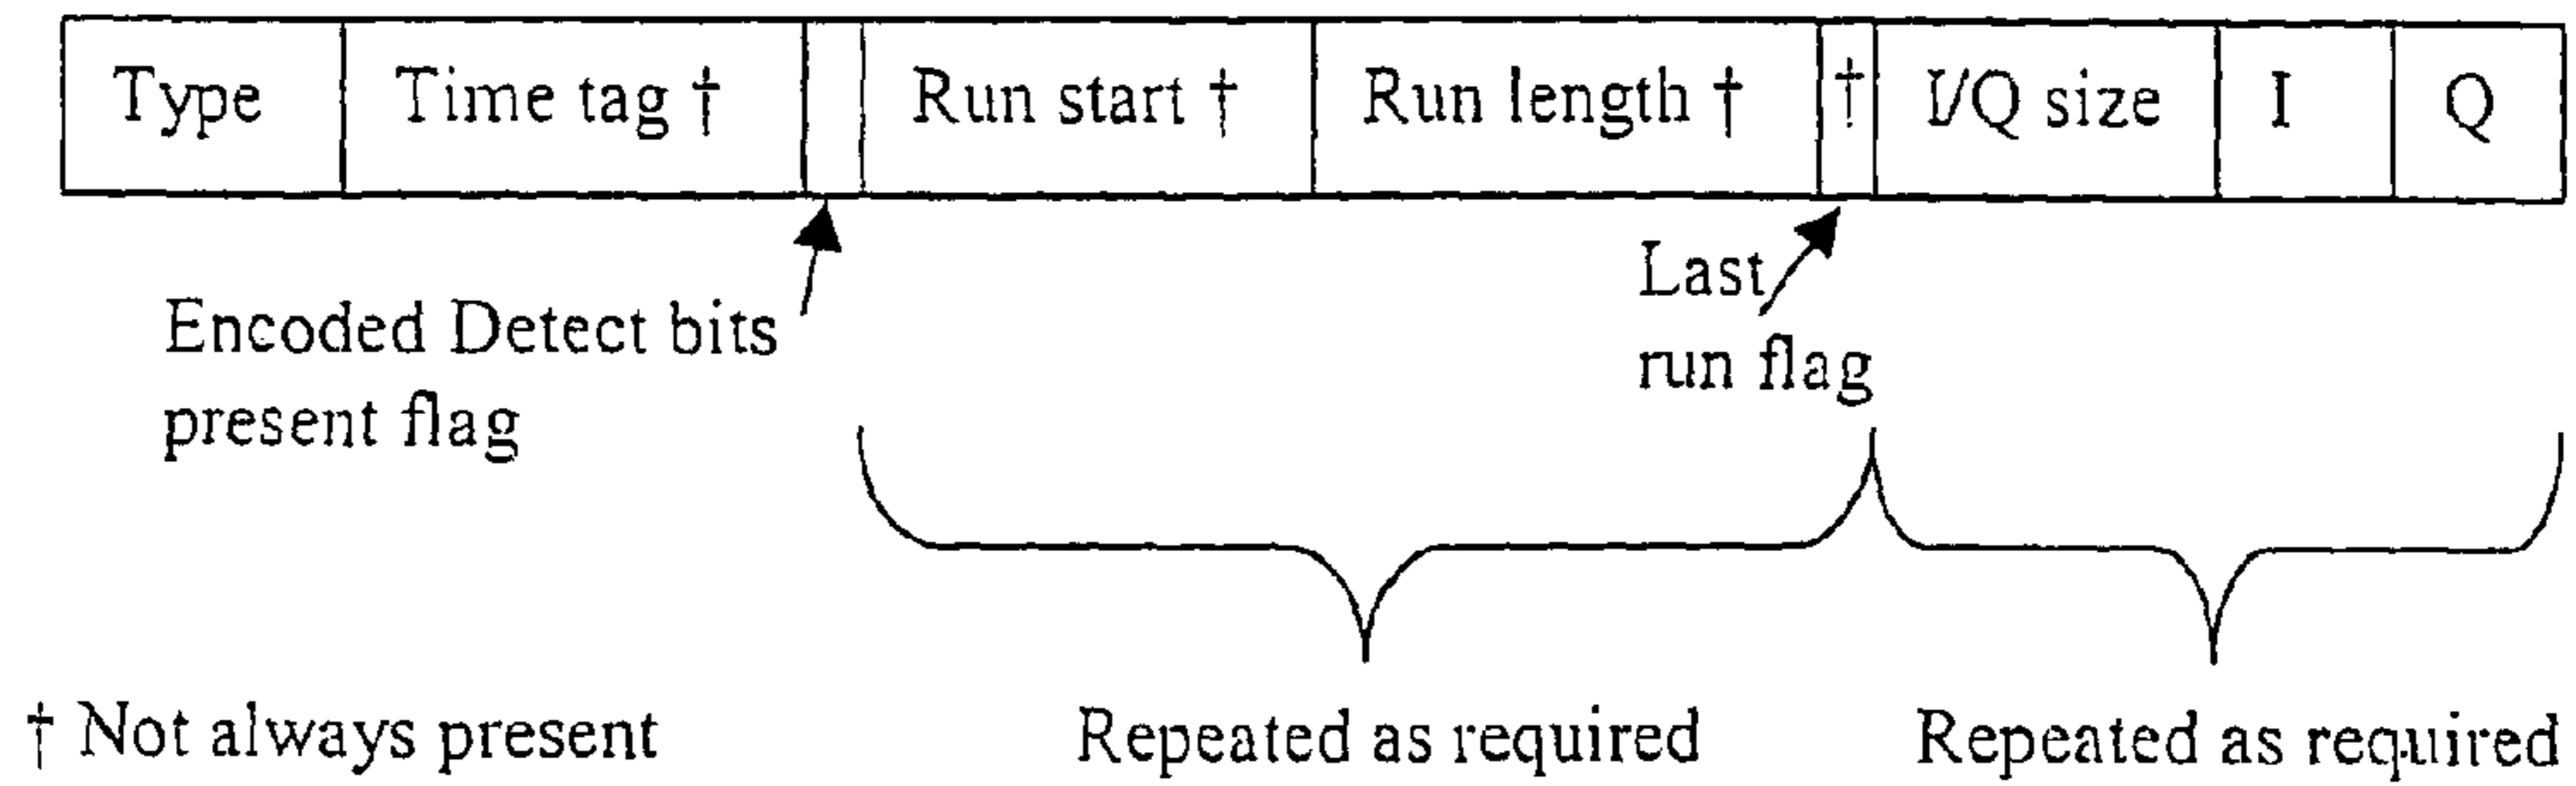 Type Time tag † Run start † Run length † † I/Q size I Q
Encoded Detect bits
present flag
Last
run flag
† Not always present
Repeated as required
Repeated as required